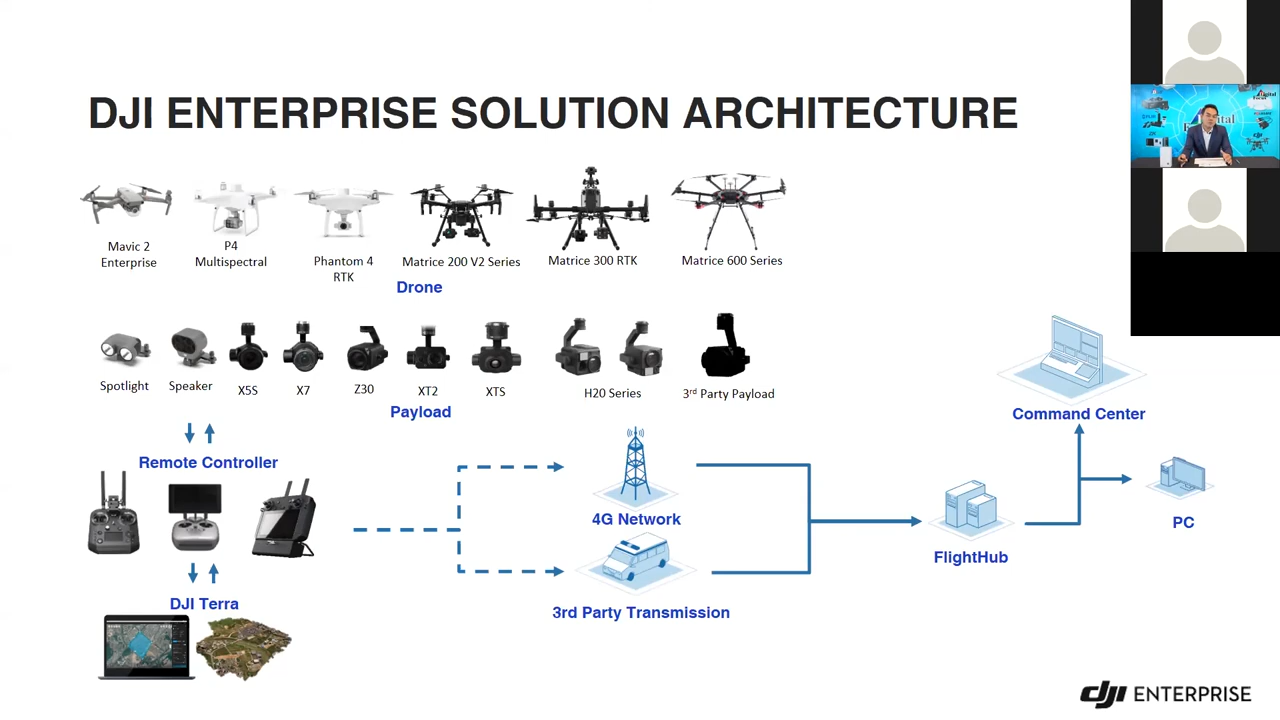 DJI ENTERPRISE SOLUTION ARCHITECTURE
Mavic 2
Enterprise
P4
Multispectral
Phantom 4
RTK
Matrice 200 V2 Series
Matrice 300 RTK
Matrice 600 Series
Drone
Spotlight
Speaker
X5S
X7
Z30
XT2
XTS
H20 Series
3rd Party Payload
Payload
Remote Controller
DJI Terra
4G Network
3rd Party Transmission
FlightHub
Command Center
PC
dji ENTERPRISE